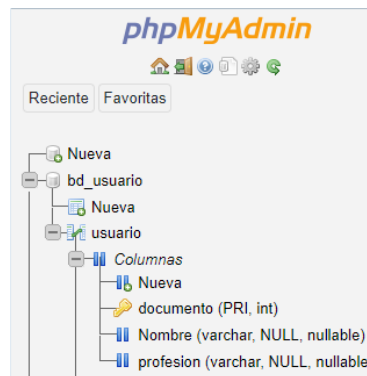 phpMyAdmin
Reciente Favoritas
Nueva
bd_usuario
Nueva
usuario
Columnas
Nueva
documento (PRI, int)
Nombre (varchar, NULL, nullable)
profesion (varchar, NULL, nullable